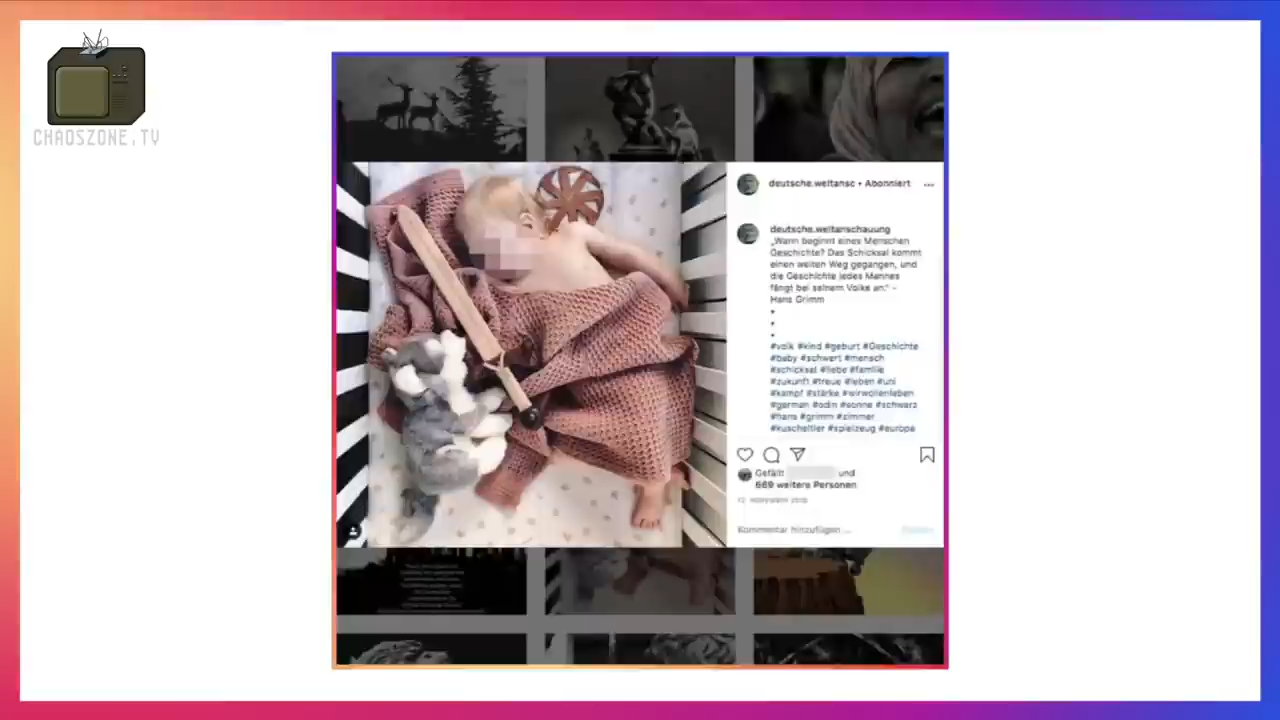 CHAOSZONE.TV
deutsche.weltansc • Abonniert
deutsche.weltanschauung
„Wann beginnt eines Menschen
Geschichte? Das Schicksal kommt
einen weiten Weg gegangen, und
die Geschichte jedes Mannes
fängt bei seinem Volke an." -
Hans Grimm
#volk #kind #geburt #Geschichte
#baby #schwert #mensch
#schicksal #liebe #familie
#zukunft #treue #leben #uni
#kampf #stärke #wirwollenleben
#german #odin #sonne #schwarz
#hans #grimm #zimmer
#kuscheltier #spielzeug #europa
Gefällt und
669 weitere Personen
Kommentar hinzufügen ...